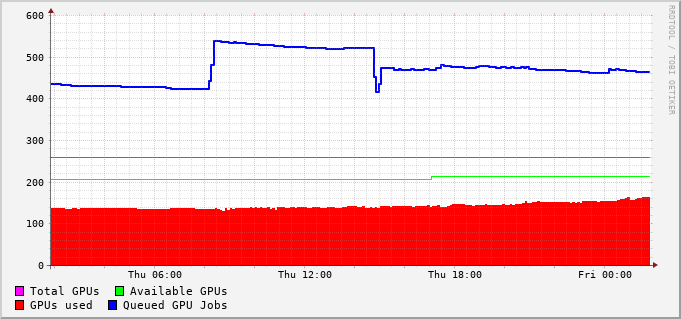 600
500
400
300
200
100
0
Thu 06:00 Thu 12:00 Thu 18:00 Fri 00:00
Total GPUs Available GPUs
GPUs used Queued GPU Jobs
RRDTOOL / TOBI OETIKER